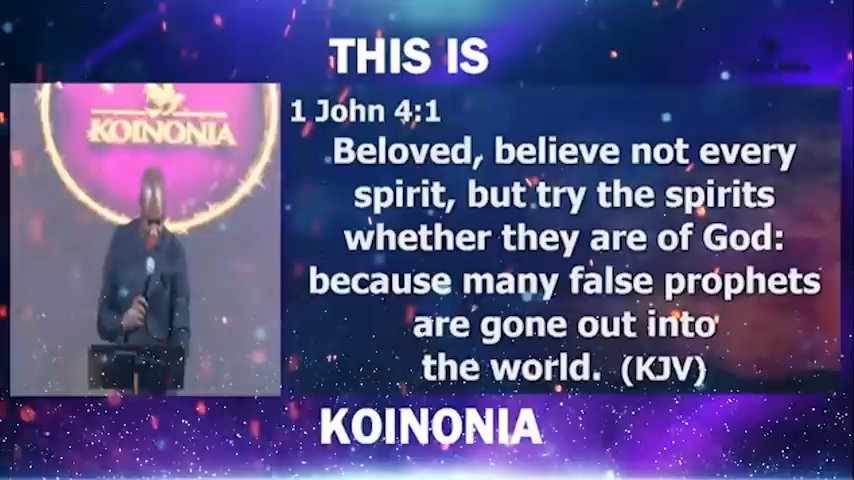 THIS IS
KOINONIA
1 John 4:1
Beloved, believe not every
spirit, but try the spirits
whether they are of God:
because many false prophets
are gone out into
the world. (KJV)
KOINONIA